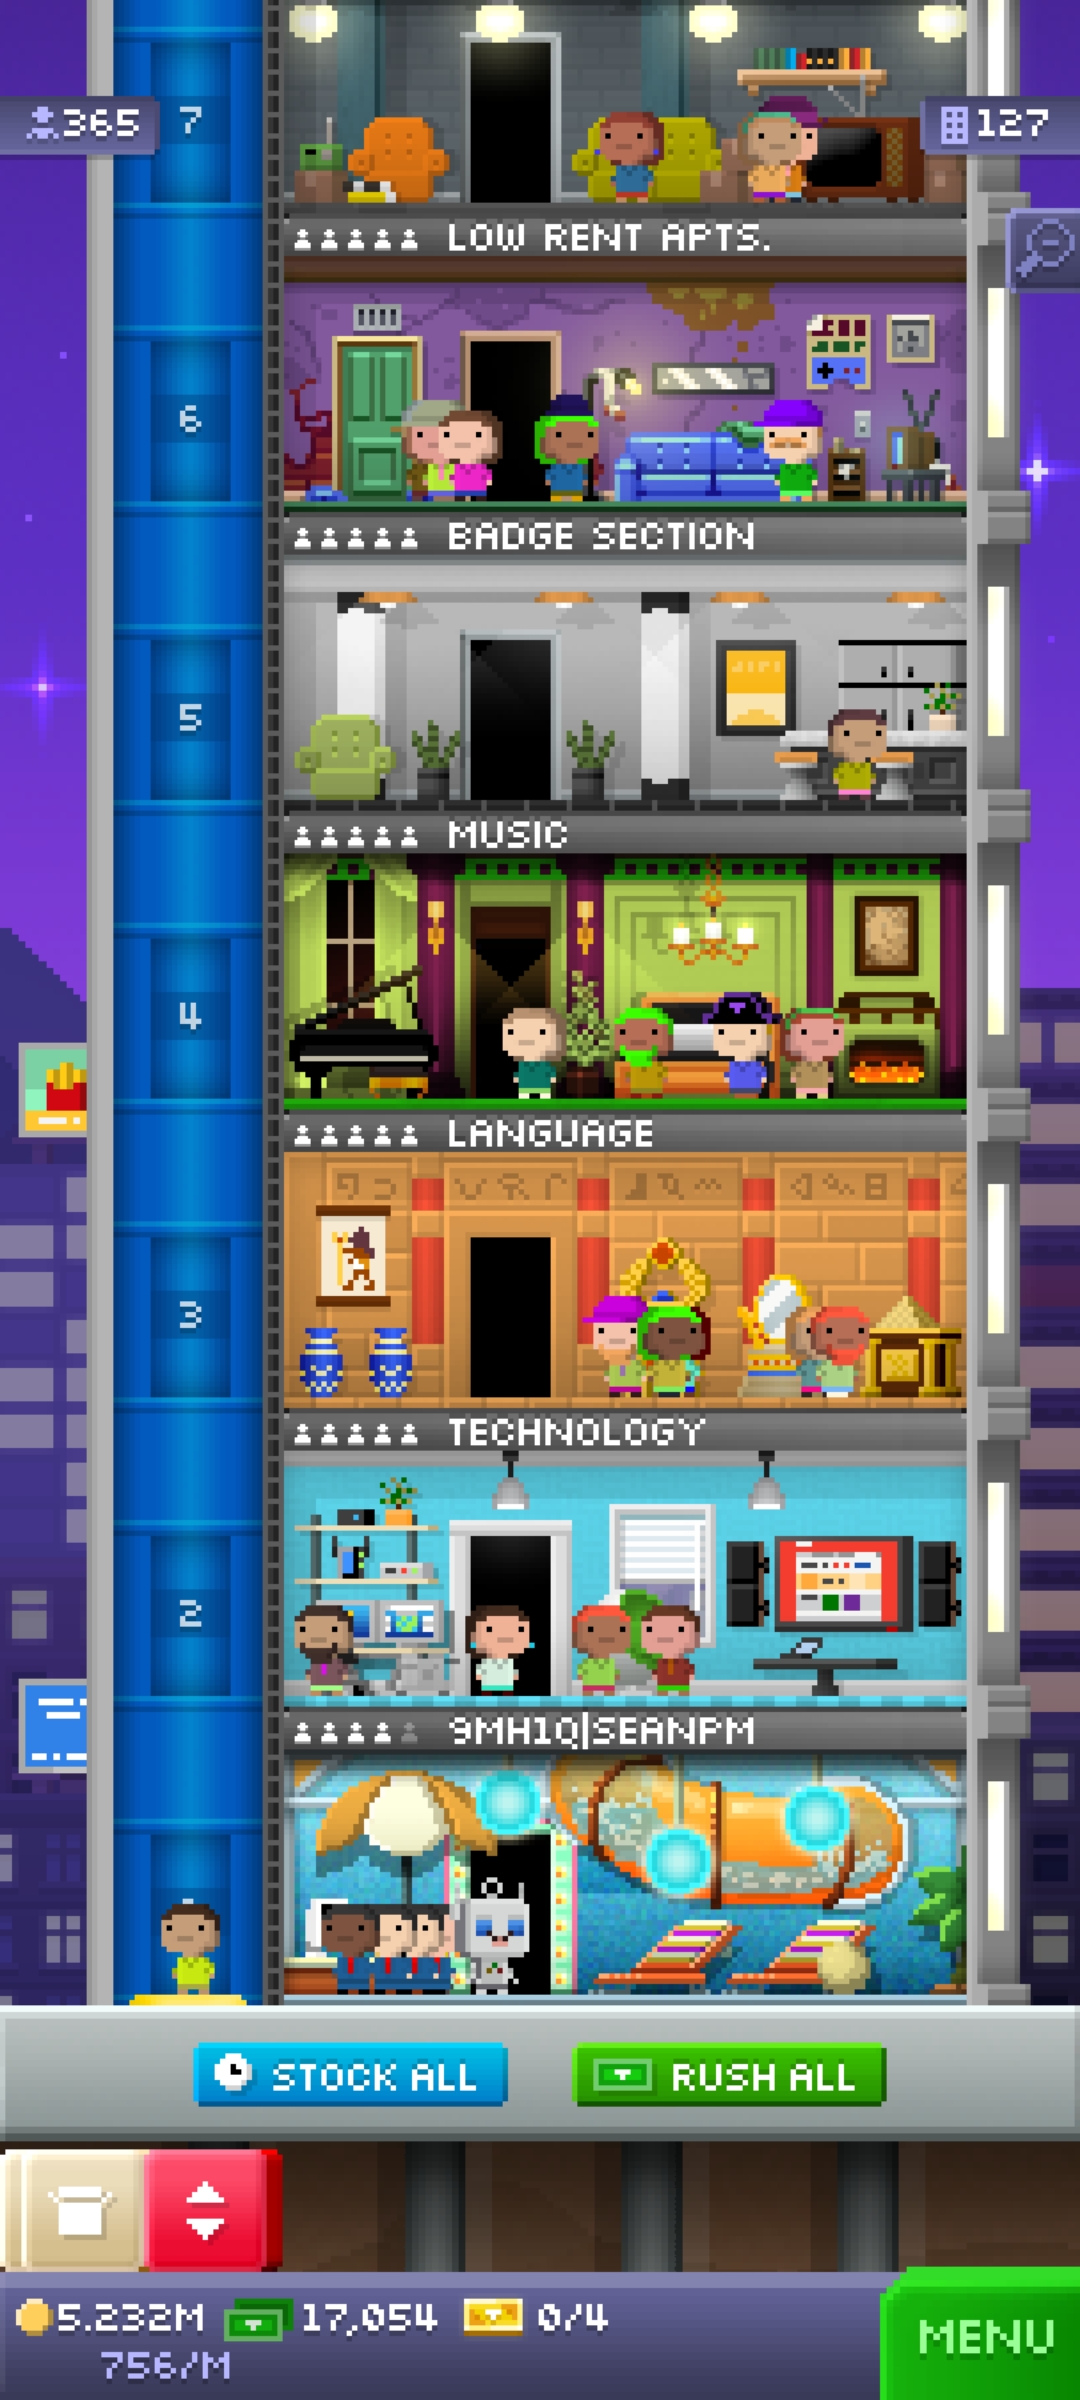 365
7
127
LOW RENT APTS.
6
BADGE SECTION
5
MUSIC
4
LANGUAGE
3
TECHNOLOGY
2
9MH1Q|SEANPM
STOCK ALL
RUSH ALL
5.232M
17,054
0/4
756/M
MENU